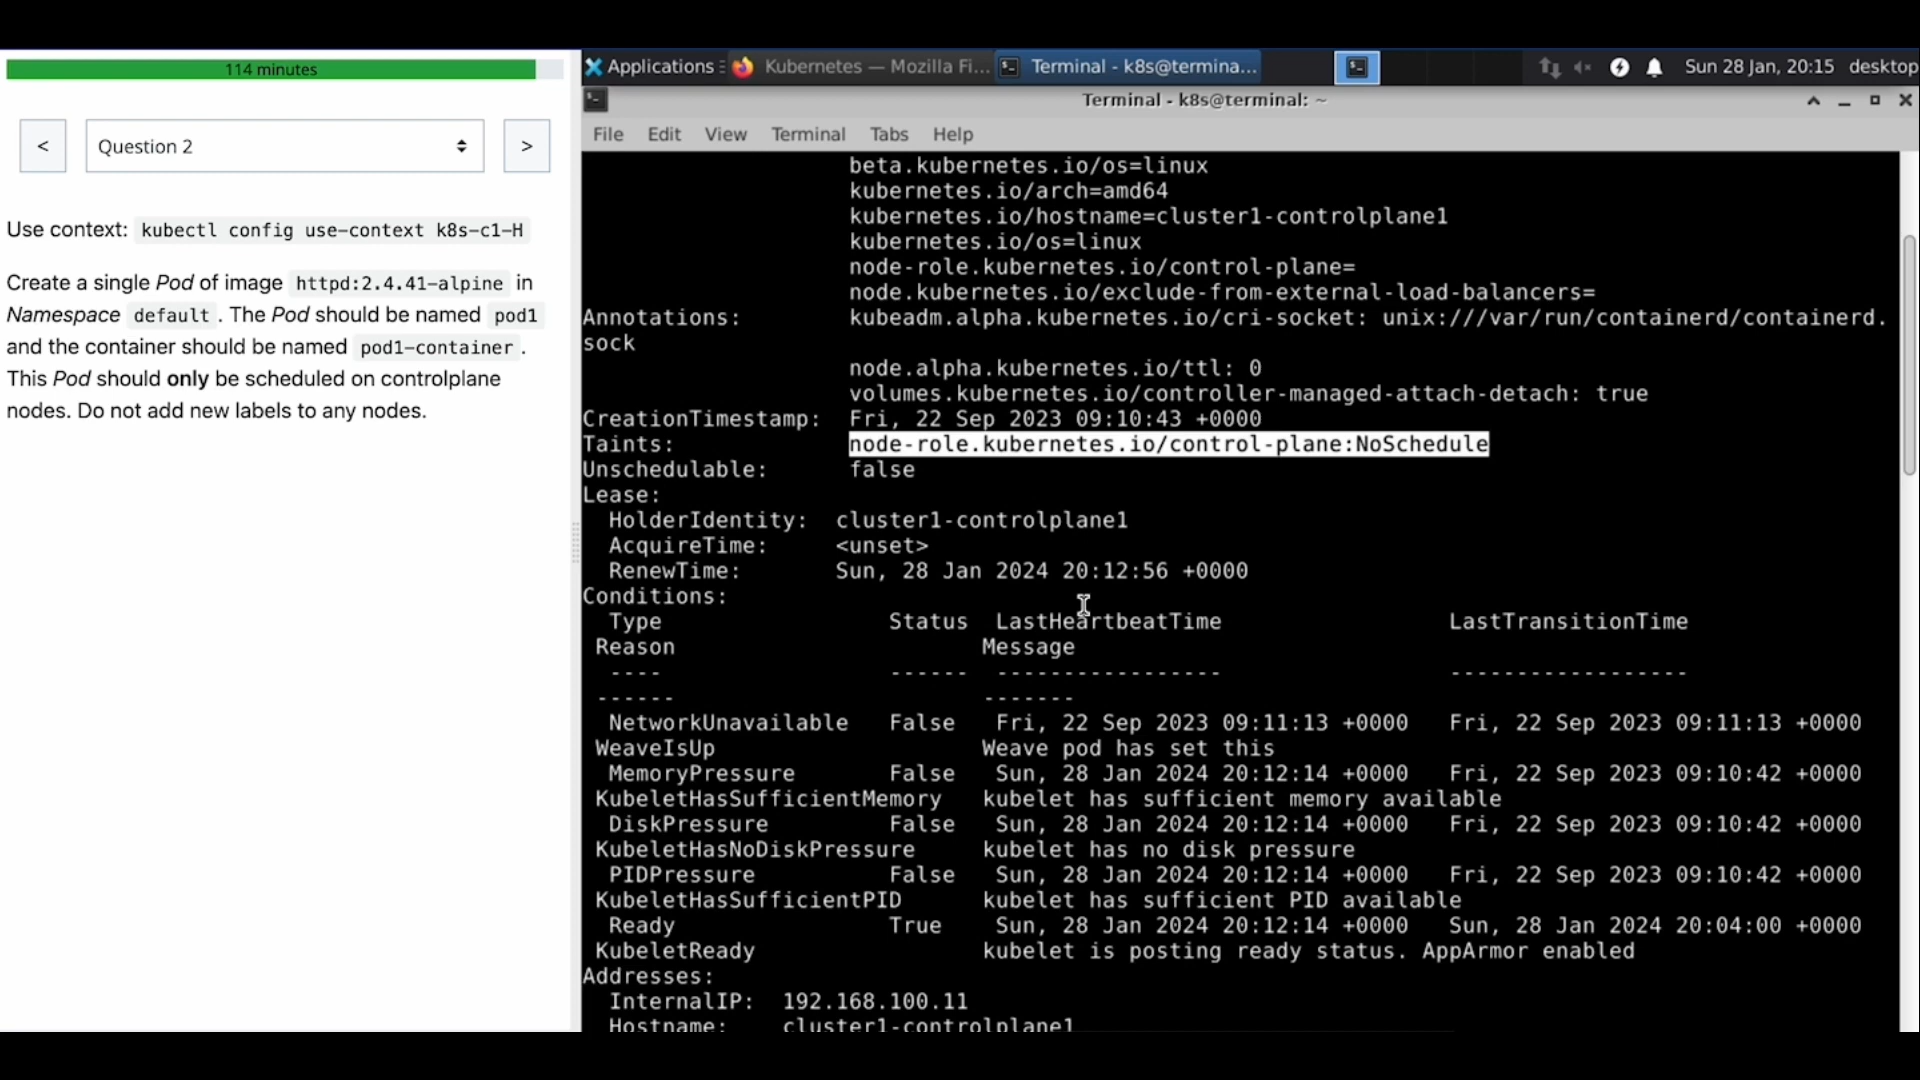 114 minutes
Applications
Kubernetes — Mozilla Fi...
Terminal - k8s@termina...
Sun 28 Jan, 20:15 desktop
Terminal - k8s@terminal: ~
<
Question 2
>
File Edit View Terminal Tabs Help
Use context: kubectl config use-context k8s-c1-H
Create a single Pod of image httpd:2.4.41-alpine in
Namespace default . The Pod should be named pod1
and the container should be named pod1-container .
This Pod should only be scheduled on controlplane
nodes. Do not add new labels to any nodes.
beta.kubernetes.io/os=linux
kubernetes.io/arch=amd64
kubernetes.io/hostname=cluster1-controlplane1
kubernetes.io/os=linux
node-role.kubernetes.io/control-plane=
node.kubernetes.io/exclude-from-external-load-balancers=
Annotations: kubeadm.alpha.kubernetes.io/cri-socket: unix:///var/run/containerd/containerd.
sock
node.alpha.kubernetes.io/ttl: 0
volumes.kubernetes.io/controller-managed-attach-detach: true
CreationTimestamp: Fri, 22 Sep 2023 09:10:43 +0000
Taints: node-role.kubernetes.io/control-plane:NoSchedule
Unschedulable: false
Lease:
HolderIdentity: cluster1-controlplane1
AcquireTime: <unset>
RenewTime: Sun, 28 Jan 2024 20:12:56 +0000
Conditions:
Type Status LastHeartbeatTime LastTransitionTime
Reason Message
---- ------ ----------------- ------------------
------ -------
NetworkUnavailable False Fri, 22 Sep 2023 09:11:13 +0000 Fri, 22 Sep 2023 09:11:13 +0000
WeaveIsUp Weave pod has set this
MemoryPressure False Sun, 28 Jan 2024 20:12:14 +0000 Fri, 22 Sep 2023 09:10:42 +0000
KubeletHasSufficientMemory kubelet has sufficient memory available
DiskPressure False Sun, 28 Jan 2024 20:12:14 +0000 Fri, 22 Sep 2023 09:10:42 +0000
KubeletHasNoDiskPressure kubelet has no disk pressure
PIDPressure False Sun, 28 Jan 2024 20:12:14 +0000 Fri, 22 Sep 2023 09:10:42 +0000
KubeletHasSufficientPID kubelet has sufficient PID available
Ready True Sun, 28 Jan 2024 20:12:14 +0000 Sun, 28 Jan 2024 20:04:00 +0000
KubeletReady kubelet is posting ready status. AppArmor enabled
Addresses:
InternalIP: 192.168.100.11
Hostname: cluster1-controlplane1